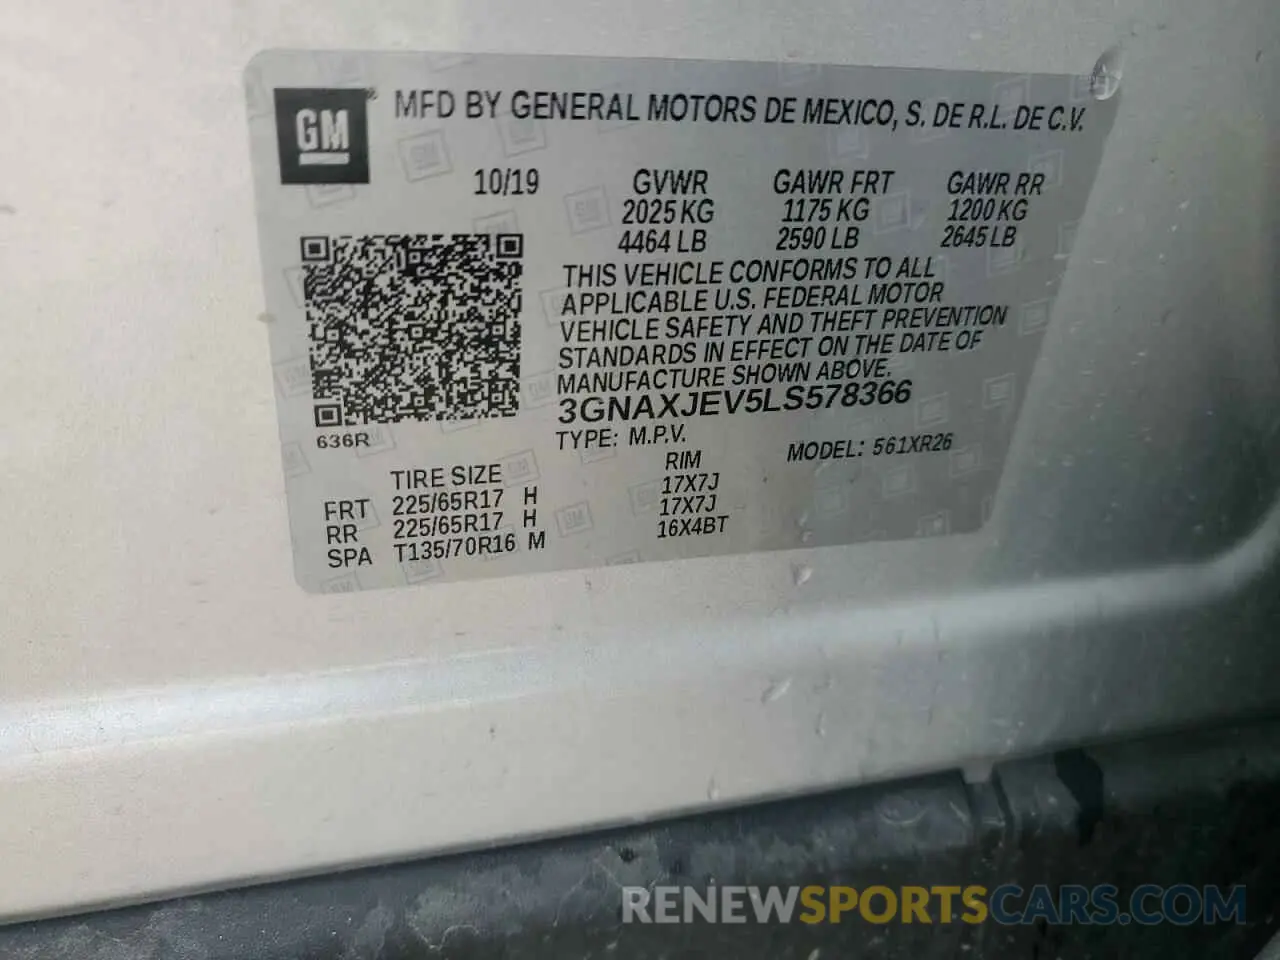 GM® MFD BY GENERAL MOTORS DE MEXICO, S. DE R.L. DE C.V.
10/19 GVWR GAWR FRT GAWR RR
2025 KG 1175 KG 1200 KG
4464 LB 2590 LB 2645 LB
THIS VEHICLE CONFORMS TO ALL
APPLICABLE U.S. FEDERAL MOTOR
VEHICLE SAFETY AND THEFT PREVENTION
STANDARDS IN EFFECT ON THE DATE OF
MANUFACTURE SHOWN ABOVE.
3GNAXJEV5LS578366
636R
TYPE: M.P.V. MODEL: 561XR26
TIRE SIZE RIM
FRT 225/65R17 H 17X7J
RR 225/65R17 H 17X7J
SPA T135/70R16 M 16X4BT
RENEWSPORTSCARS.COM